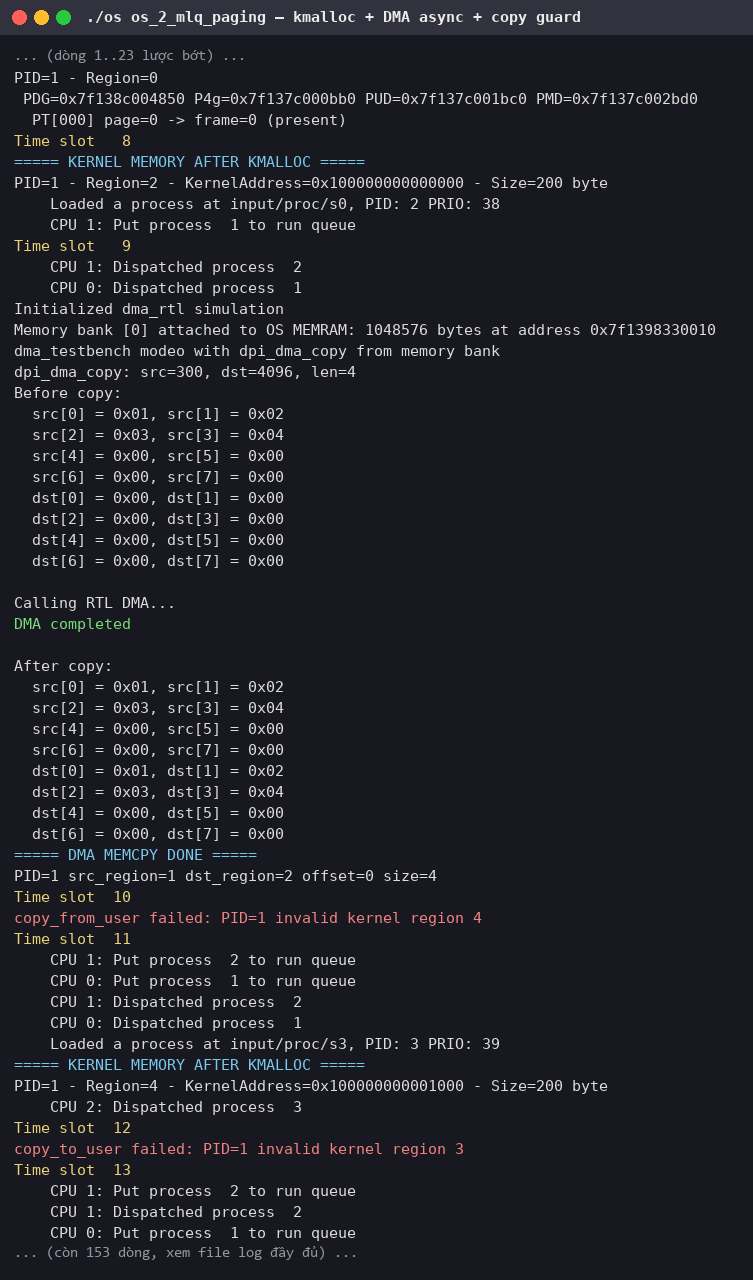 ./os os_2_mlq_paging — kmalloc + DMA async + copy guard
... (dòng 1..23 lược bớt) ...
PID=1 - Region=0
 PDG=0x7f138c004850 P4g=0x7f137c000bb0 PUD=0x7f137c001bc0 PMD=0x7f137c002bd0
  PT[000] page=0 -> frame=0 (present)
Time slot   8
===== KERNEL MEMORY AFTER KMALLOC =====
PID=1 - Region=2 - KernelAddress=0x100000000000000 - Size=200 byte
    Loaded a process at input/proc/s0, PID: 2 PRIO: 38
    CPU 1: Put process  1 to run queue
Time slot   9
    CPU 1: Dispatched process  2
    CPU 0: Dispatched process  1
Initialized dma_rtl simulation
Memory bank [0] attached to OS MEMRAM: 1048576 bytes at address 0x7f1398330010
dma_testbench modeo with dpi_dma_copy from memory bank
dpi_dma_copy: src=300, dst=4096, len=4
Before copy:
  src[0] = 0x01, src[1] = 0x02
  src[2] = 0x03, src[3] = 0x04
  src[4] = 0x00, src[5] = 0x00
  src[6] = 0x00, src[7] = 0x00
  dst[0] = 0x00, dst[1] = 0x00
  dst[2] = 0x00, dst[3] = 0x00
  dst[4] = 0x00, dst[5] = 0x00
  dst[6] = 0x00, dst[7] = 0x00

Calling RTL DMA...
DMA completed

After copy:
  src[0] = 0x01, src[1] = 0x02
  src[2] = 0x03, src[3] = 0x04
  src[4] = 0x00, src[5] = 0x00
  src[6] = 0x00, src[7] = 0x00
  dst[0] = 0x01, dst[1] = 0x02
  dst[2] = 0x03, dst[3] = 0x04
  dst[4] = 0x00, dst[5] = 0x00
  dst[6] = 0x00, dst[7] = 0x00
===== DMA MEMCPY DONE =====
PID=1 src_region=1 dst_region=2 offset=0 size=4
Time slot  10
copy_from_user failed: PID=1 invalid kernel region 4
Time slot  11
    CPU 1: Put process  2 to run queue
    CPU 0: Put process  1 to run queue
    CPU 1: Dispatched process  2
    CPU 0: Dispatched process  1
    Loaded a process at input/proc/s3, PID: 3 PRIO: 39
===== KERNEL MEMORY AFTER KMALLOC =====
PID=1 - Region=4 - KernelAddress=0x100000000001000 - Size=200 byte
    CPU 2: Dispatched process  3
Time slot  12
copy_to_user failed: PID=1 invalid kernel region 3
Time slot  13
    CPU 1: Put process  2 to run queue
    CPU 1: Dispatched process  2
    CPU 0: Put process  1 to run queue
... (còn 153 dòng, xem file log đầy đủ) ...